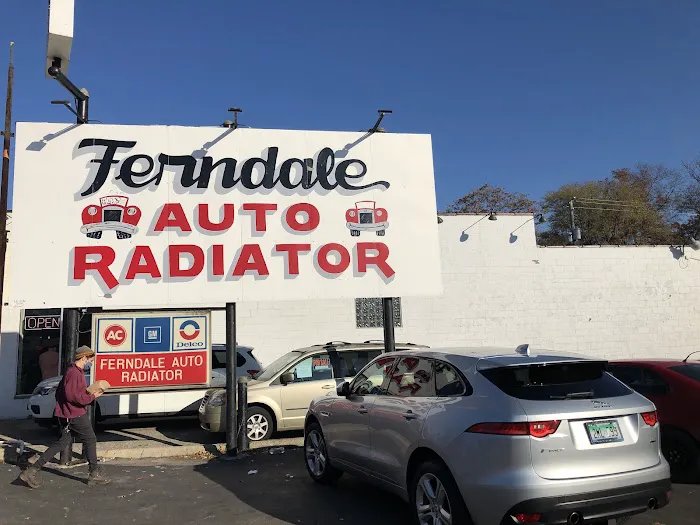 Ferndale
AUTO
RADIATOR
OPEN
AC
GM
Delco
FERNDALE AUTO
RADIATOR